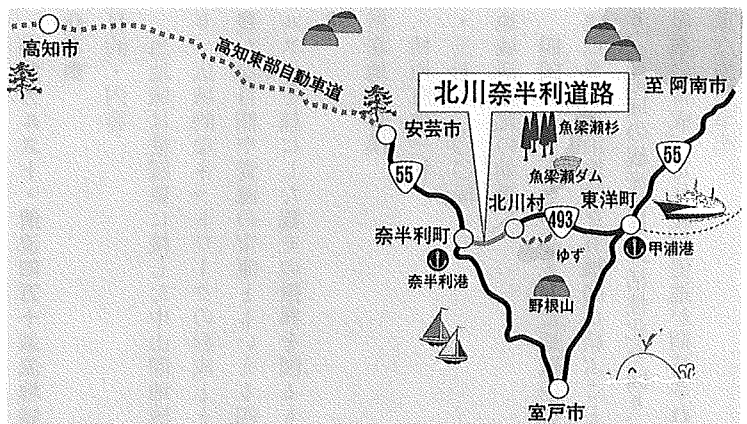 高知市
高知東部自動車道
安芸市
北川奈半利道路
至 阿南市
魚梁瀬杉
魚梁瀬ダム
55
55
北川村
東洋町
493
奈半利町
ゆず
甲浦港
奈半利港
野根山
室戸市